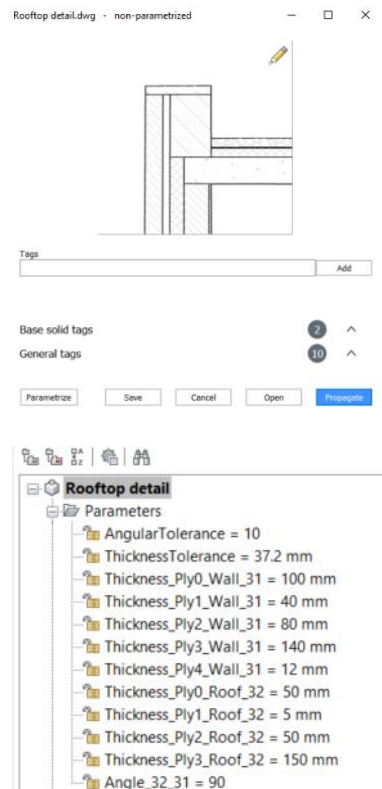 Rooftop detail.dwg - non-parametrized
Tags
Add
Base solid tags 2
General tags 10
Parametrize Save Cancel Open Propagate
Rooftop detail
Parameters
AngularTolerance = 10
ThicknessTolerance = 37.2 mm
Thickness_Ply0_Wall_31 = 100 mm
Thickness_Ply1_Wall_31 = 40 mm
Thickness_Ply2_Wall_31 = 80 mm
Thickness_Ply3_Wall_31 = 140 mm
Thickness_Ply4_Wall_31 = 12 mm
Thickness_Ply0_Roof_32 = 50 mm
Thickness_Ply1_Roof_32 = 5 mm
Thickness_Ply2_Roof_32 = 50 mm
Thickness_Ply3_Roof_32 = 150 mm
Angle_32_31 = 90